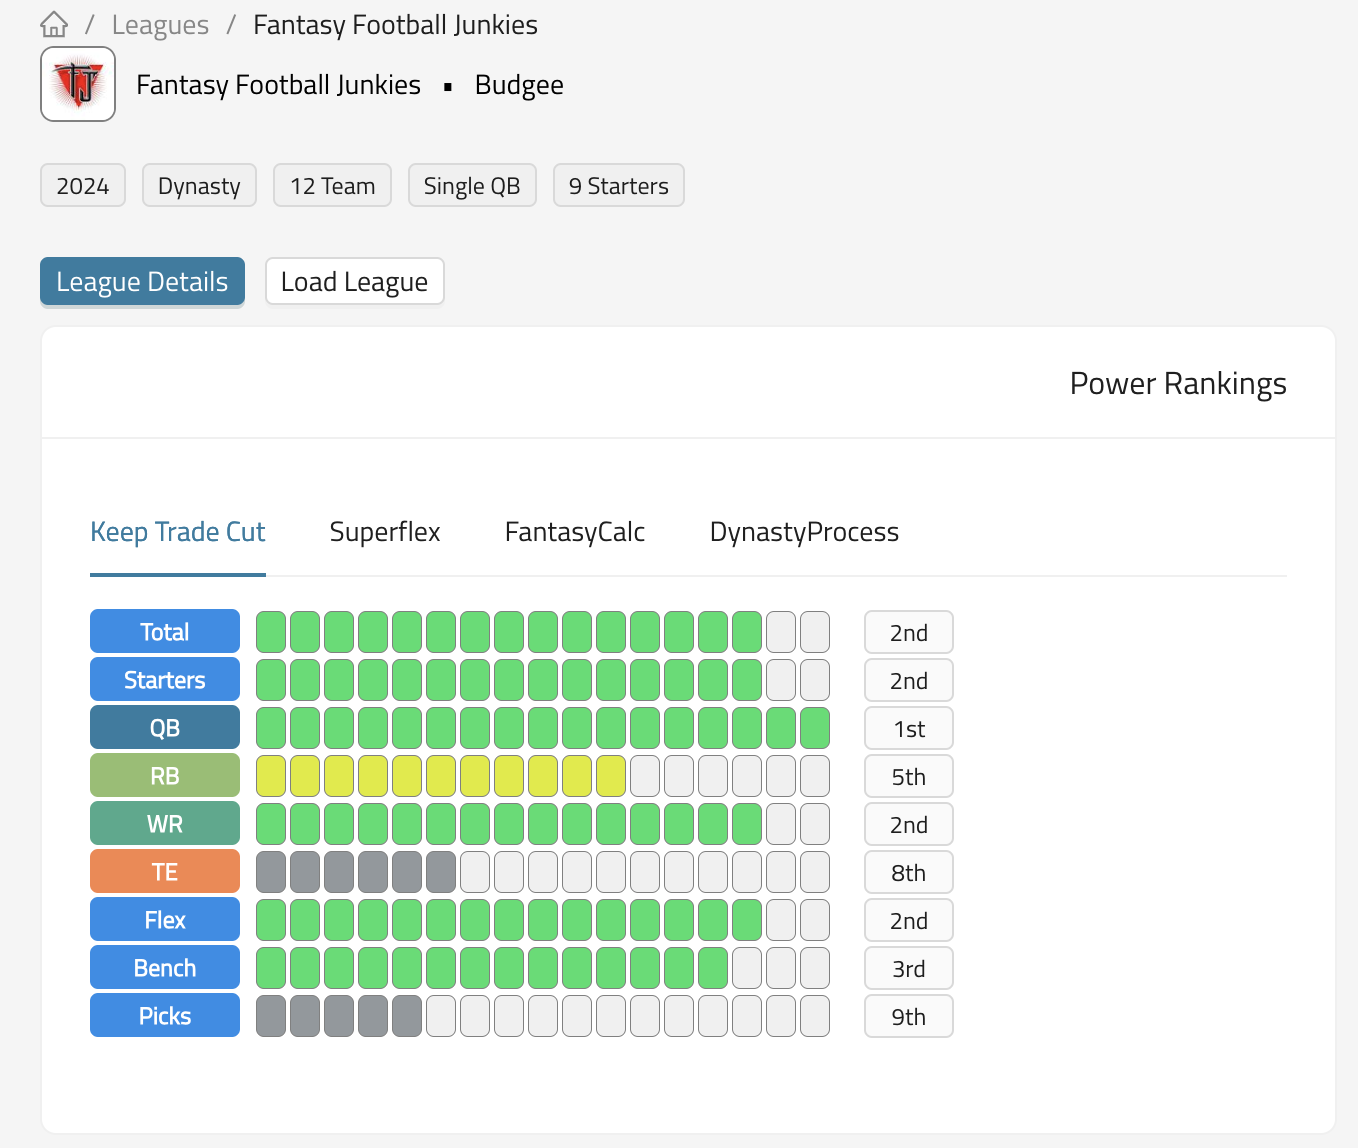 / Leagues / Fantasy Football Junkies
FJ
Fantasy Football Junkies ▪ Budgee
2024 Dynasty 12 Team Single QB 9 Starters
League Details Load League
Power Rankings
Keep Trade Cut Superflex FantasyCalc DynastyProcess
Total 2nd
Starters 2nd
QB 1st
RB 5th
WR 2nd
TE 8th
Flex 2nd
Bench 3rd
Picks 9th